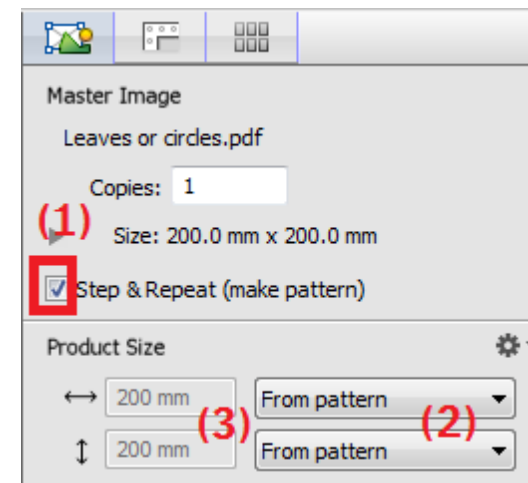 Master Image
Leaves or circles.pdf
Copies: 1
(1)
Size: 200.0 mm x 200.0 mm
Step & Repeat (make pattern)
Product Size
200 mm From pattern
(3) (2)
200 mm From pattern